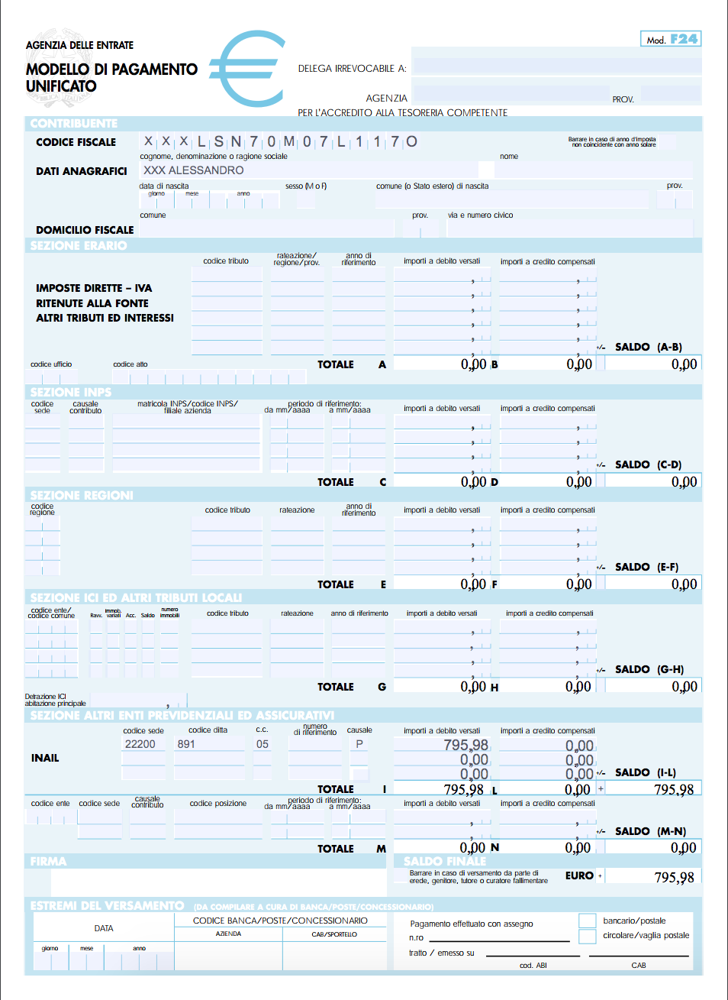 AGENZIA DELLE ENTRATE
MODELLO DI PAGAMENTO
UNIFICATO
Mod. F24
DELEGA IRREVOCABILE A:
AGENZIA PROV.
PER L'ACCREDITO ALLA TESORERIA COMPETENTE
CONTRIBUENTE
CODICE FISCALE X X X L S N 7 0 M 0 7 L 1 1 7 O
Barrare in caso di anno d'imposta
non coincidente con anno solare
cognome, denominazione o ragione sociale nome
DATI ANAGRAFICI XXX ALESSANDRO
data di nascita sesso (M o F) comune (o Stato estero) di nascita prov.
giorno mese anno
comune prov. via e numero civico
DOMICILIO FISCALE
SEZIONE ERARIO
codice tributo rateazione/regione/prov. anno di riferimento importi a debito versati importi a credito compensati
IMPOSTE DIRETTE – IVA
RITENUTE ALLA FONTE
ALTRI TRIBUTI ED INTERESSI
+/– SALDO (A-B)
codice ufficio codice atto TOTALE A 0,00 B 0,00 0,00
SEZIONE INPS
codice sede causale contributo matricola INPS/codice INPS/filiale azienda periodo di riferimento: da mm/aaaa a mm/aaaa importi a debito versati importi a credito compensati
+/– SALDO (C-D)
TOTALE C 0,00 D 0,00 0,00
SEZIONE REGIONI
codice regione codice tributo rateazione anno di riferimento importi a debito versati importi a credito compensati
+/– SALDO (E-F)
TOTALE E 0,00 F 0,00 0,00
SEZIONE ICI ED ALTRI TRIBUTI LOCALI
codice ente/codice comune Ravv. immob. variati Acc. Saldo numero immobili codice tributo rateazione anno di riferimento importi a debito versati importi a credito compensati
+/– SALDO (G-H)
TOTALE G 0,00 H 0,00 0,00
Detrazione ICI
abitazione principale
SEZIONE ALTRI ENTI PREVIDENZIALI ED ASSICURATIVI
codice sede codice ditta c.c. numero di riferimento causale importi a debito versati importi a credito compensati
22200 891 05 P 795,98 0,00
INAIL 0,00 0,00
0,00 0,00 +/– SALDO (I-L)
TOTALE I 795,98 L 0,00 + 795,98
codice ente codice sede causale contributo codice posizione periodo di riferimento: da mm/aaaa a mm/aaaa importi a debito versati importi a credito compensati
+/– SALDO (M-N)
TOTALE M 0,00 N 0,00 0,00
FIRMA SALDO FINALE
Barrare in caso di versamento da parte di
erede, genitore, tutore o curatore fallimentare
EURO + 795,98
ESTREMI DEL VERSAMENTO (DA COMPILARE A CURA DI BANCA/POSTE/CONCESSIONARIO)
DATA CODICE BANCA/POSTE/CONCESSIONARIO
AZIENDA CAB/SPORTELLO
giorno mese anno
Pagamento effettuato con assegno bancario/postale
n.ro circolare/vaglia postale
tratto / emesso su
cod. ABI CAB